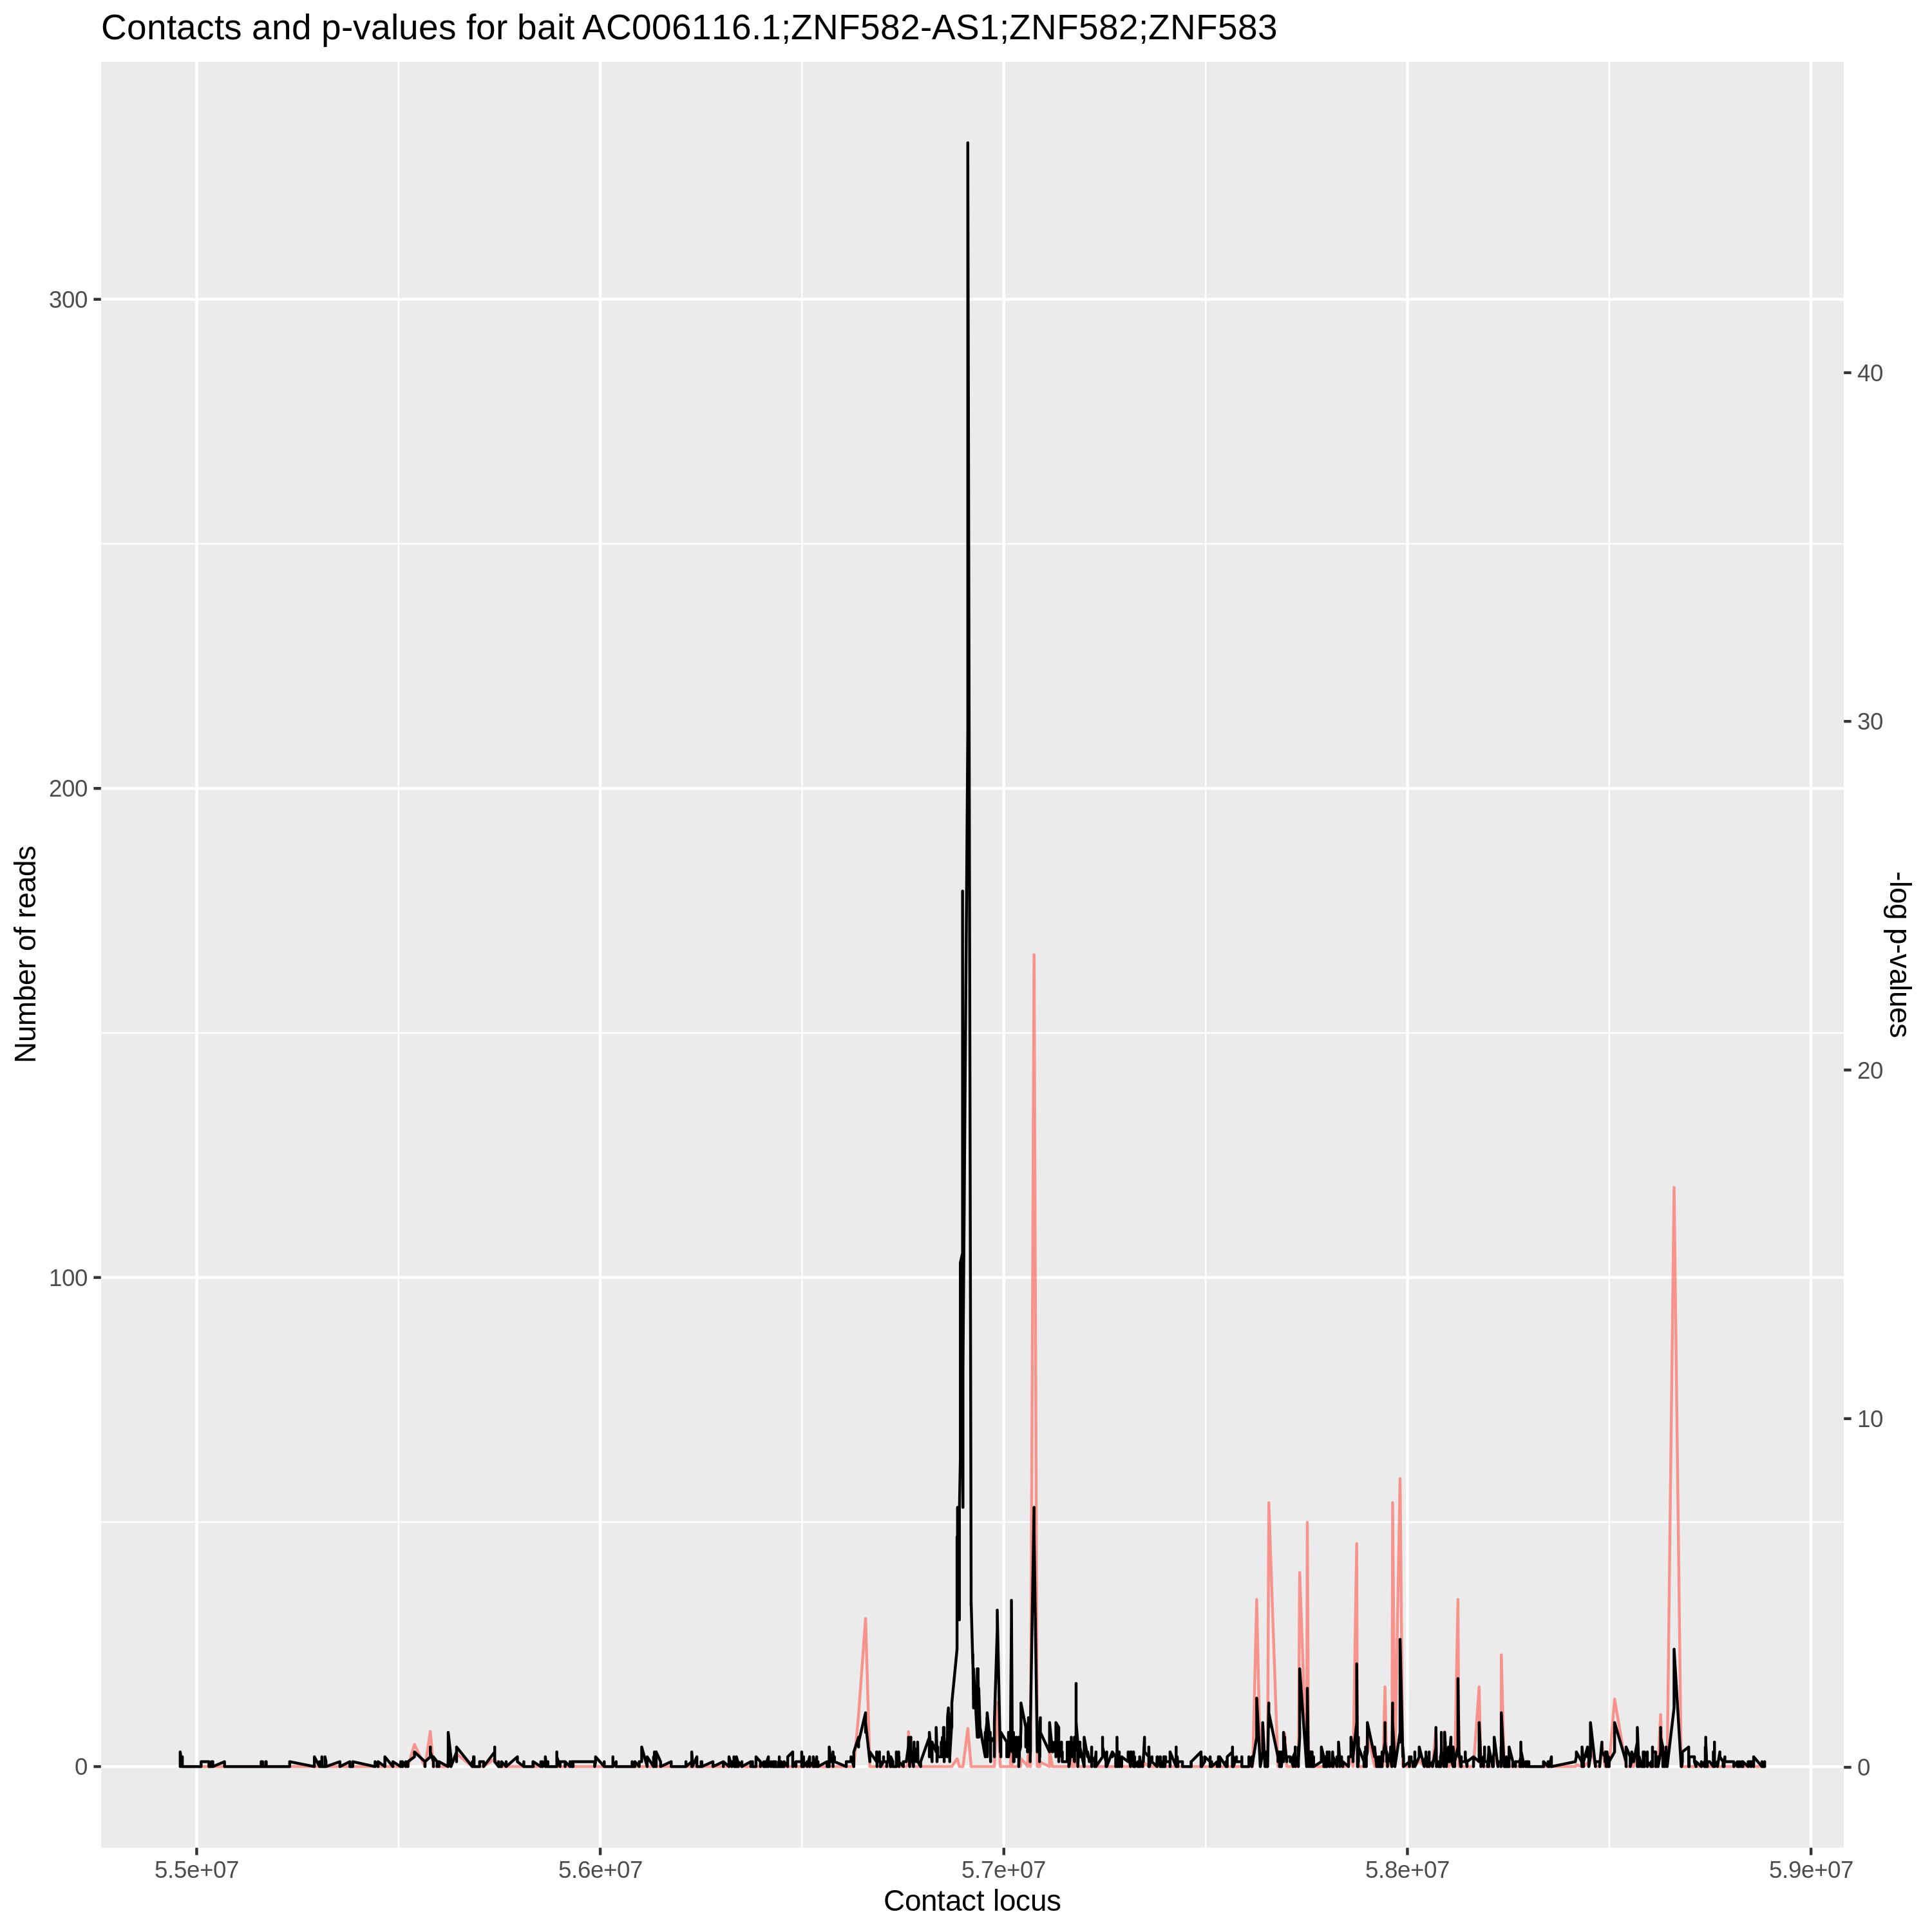 Contacts and p-values for bait AC006116.1;ZNF582-AS1;ZNF582;ZNF583
300
200
100
0
Number of reads
40
30
20
10
0
-log p-values
5.5e+07
5.6e+07
5.7e+07
5.8e+07
5.9e+07
Contact locus